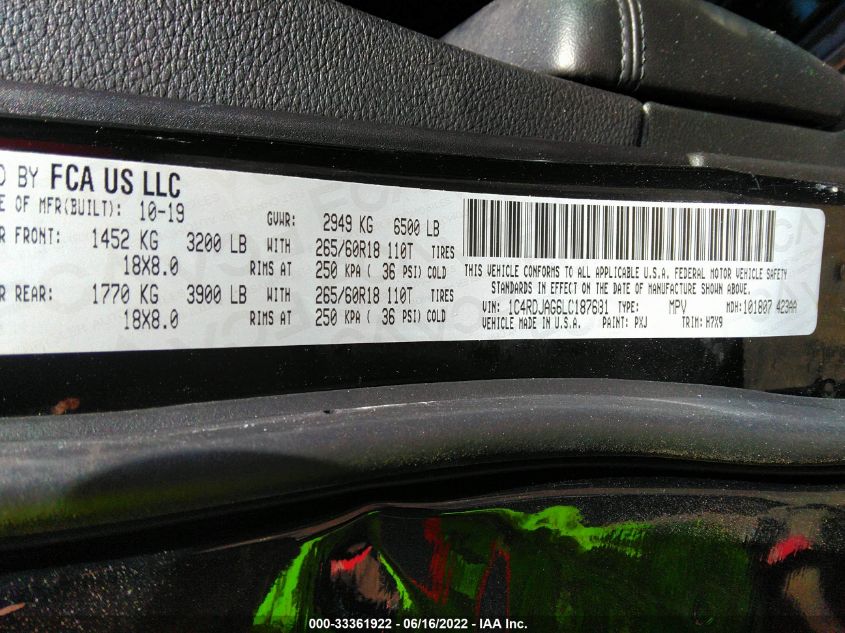 D BY FCA US LLC
E OF MFR(BUILT): 10-19 GVWR: 2949 KG 6500 LB
R FRONT: 1452 KG 3200 LB WITH 265/60R18 110T TIRES
18X8.0 RIMS AT 250 KPA ( 36 PSI) COLD
R REAR: 1770 KG 3900 LB WITH 265/60R18 110T TIRES
18X8.0 RIMS AT 250 KPA ( 36 PSI) COLD
THIS VEHICLE CONFORMS TO ALL APPLICABLE U.S.A. FEDERAL MOTOR VEHICLE SAFETY
STANDARDS IN EFFECT ON THE DATE OF MANUFACTURE SHOWN ABOVE.
VIN: 1C4RDJAG6LC187631 TYPE: MPV MDH: 101807 423AA
VEHICLE MADE IN U.S.A. PAINT: PXJ TRIM: H7X9
000-33361922 - 06/16/2022 - IAA Inc.